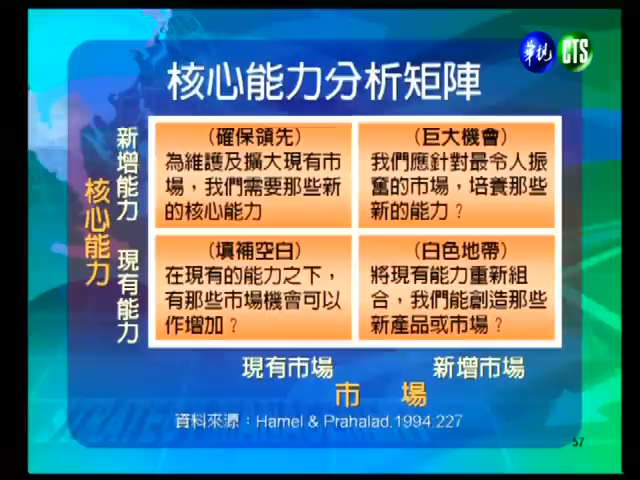 華視 CTS
核心能力分析矩陣
核心能力
新增能力
現有能力
(確保領先)
為維護及擴大現有市
場，我們需要那些新
的核心能力
(巨大機會)
我們應針對最令人振
奮的市場，培養那些
新的能力？
(填補空白)
在現有的能力之下，
有那些市場機會可以
作增加？
(白色地帶)
將現有能力重新組
合，我們能創造那些
新產品或市場？
現有市場 新增市場
市 場
資料來源：Hamel & Prahalad.1994:227
57